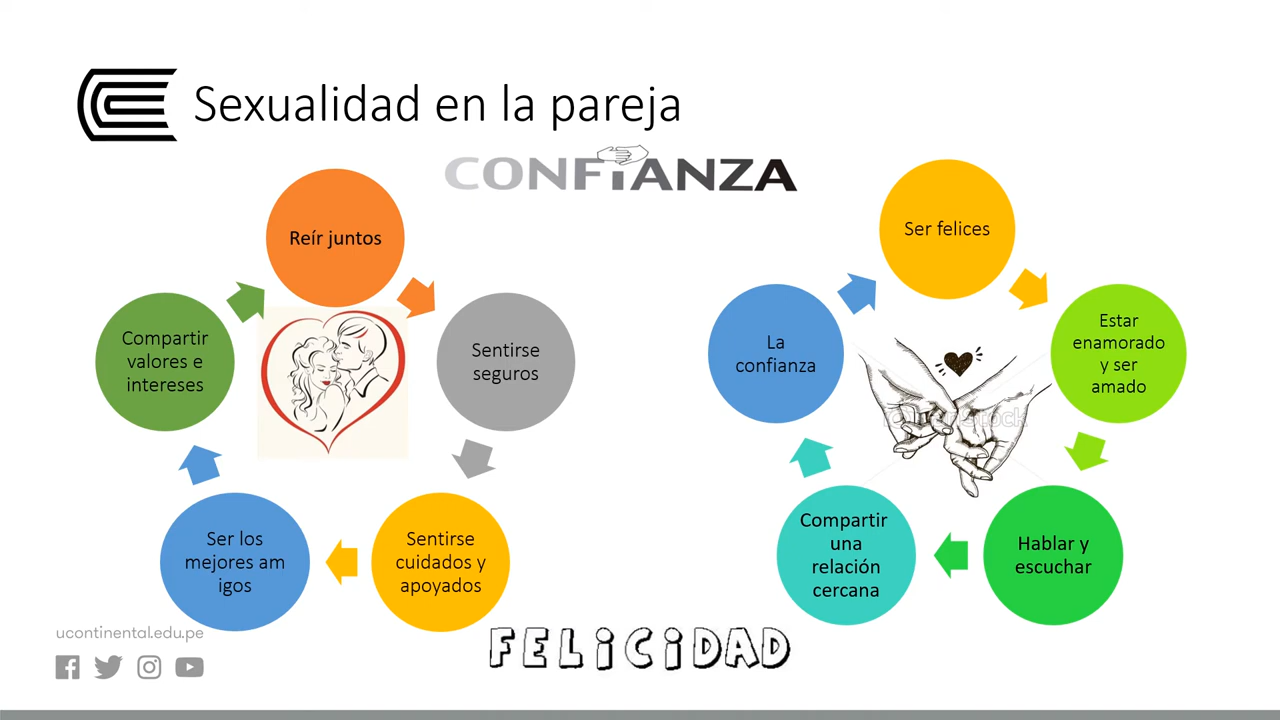 Sexualidad en la pareja
CONFiANZA
Reír juntos
Sentirse
seguros
Sentirse
cuidados y
apoyados
Ser los
mejores am
igos
Compartir
valores e
intereses
Ser felices
Estar
enamorado
y ser
amado
Hablar y
escuchar
Compartir
una
relación
cercana
La
confianza
FELiCiDAD
ucontinental.edu.pe